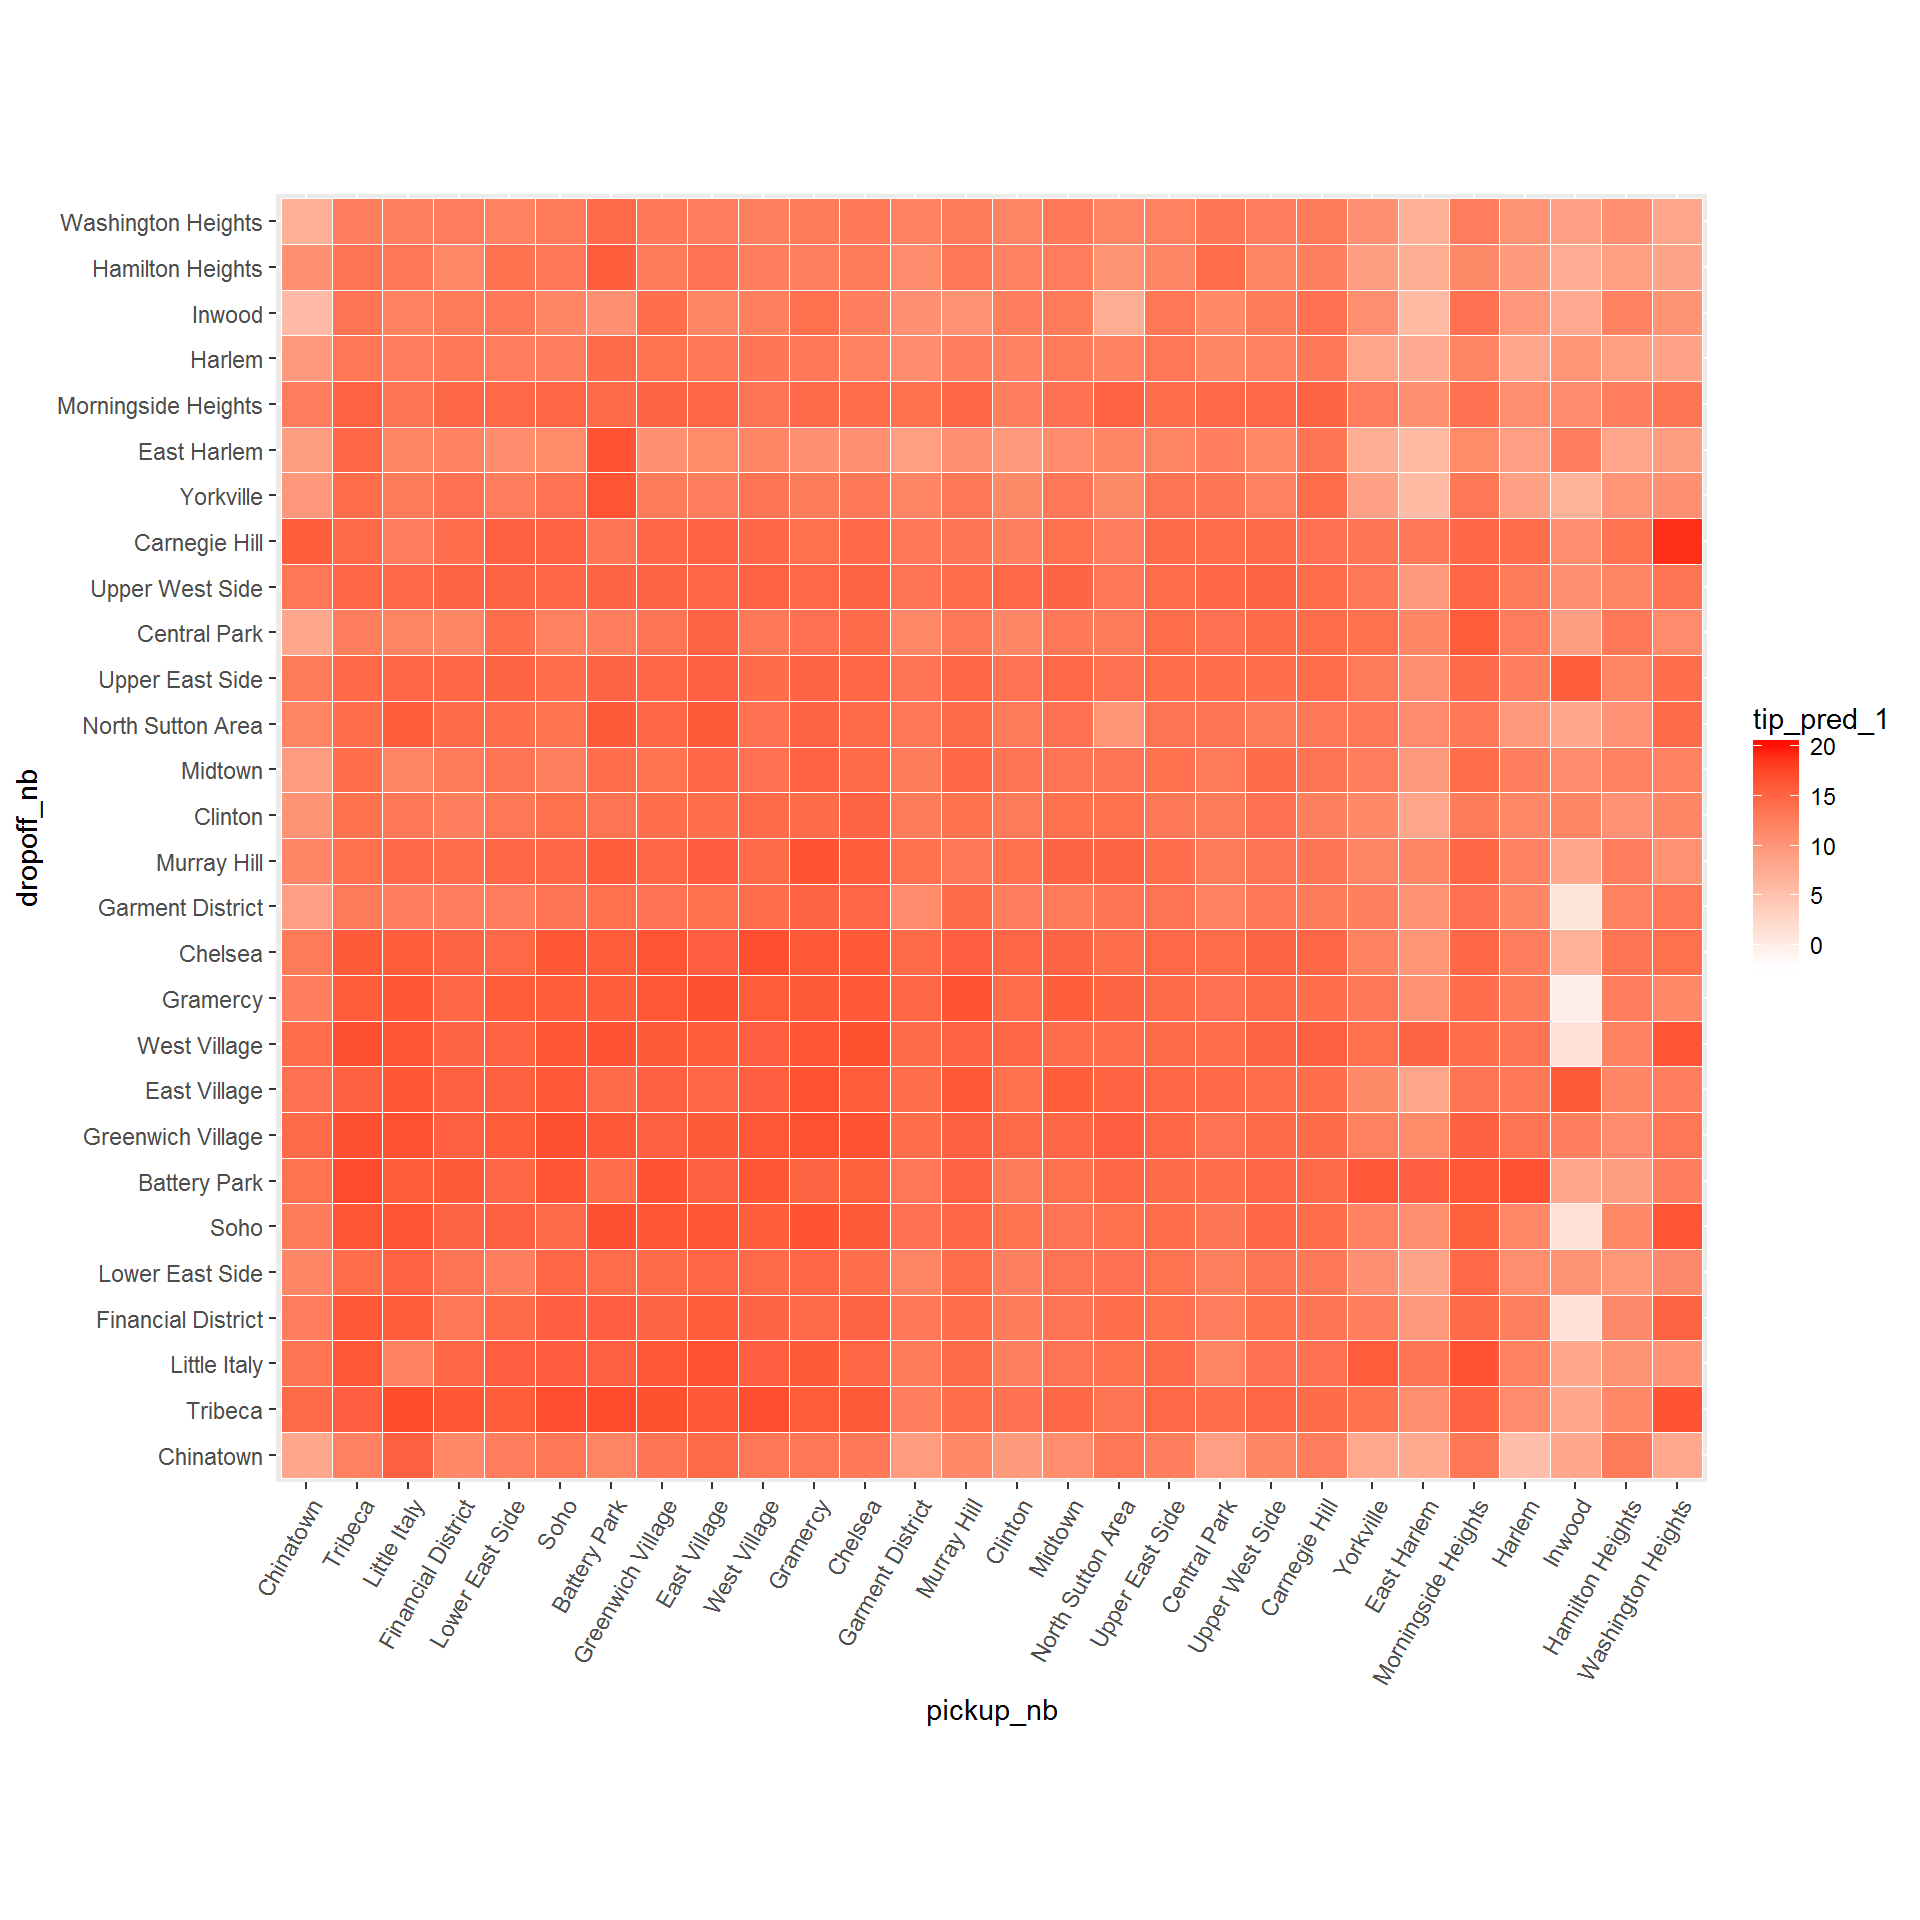 dropoff_nb
Washington Heights
Hamilton Heights
Inwood
Harlem
Morningside Heights
East Harlem
Yorkville
Carnegie Hill
Upper West Side
Central Park
Upper East Side
North Sutton Area
Midtown
Clinton
Murray Hill
Garment District
Chelsea
Gramercy
West Village
East Village
Greenwich Village
Battery Park
Soho
Lower East Side
Financial District
Little Italy
Tribeca
Chinatown
Chinatown
Tribeca
Little Italy
Financial District
Lower East Side
Soho
Battery Park
Greenwich Village
East Village
West Village
Gramercy
Chelsea
Garment District
Murray Hill
Clinton
Midtown
North Sutton Area
Upper East Side
Central Park
Upper West Side
Carnegie Hill
Yorkville
East Harlem
Morningside Heights
Harlem
Inwood
Hamilton Heights
Washington Heights
pickup_nb
tip_pred_1
20
15
10
5
0